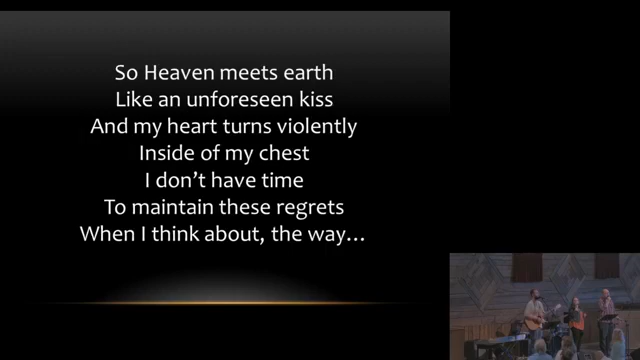 So Heaven meets earth
Like an unforeseen kiss
And my heart turns violently
Inside of my chest
I don't have time
To maintain these regrets
When I think about, the way...